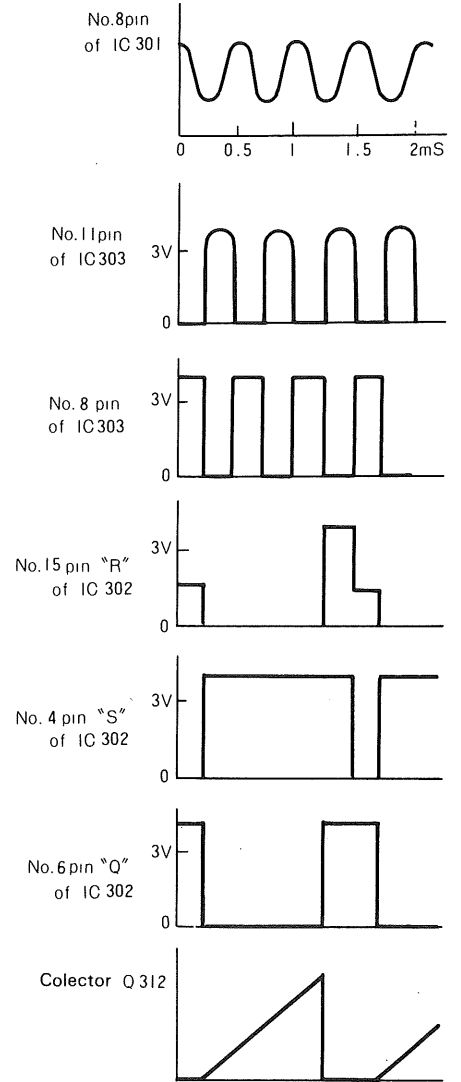 No.8pin
of IC 301
0 0.5 1 1.5 2mS
No.11pin
of IC303
3V
0
No.8 pin
of IC303
3V
0
No.15 pin "R"
of IC 302
3V
0
No.4 pin "S"
of IC 302
3V
0
No.6 pin "Q"
of IC 302
3V
0
Colector Q 312